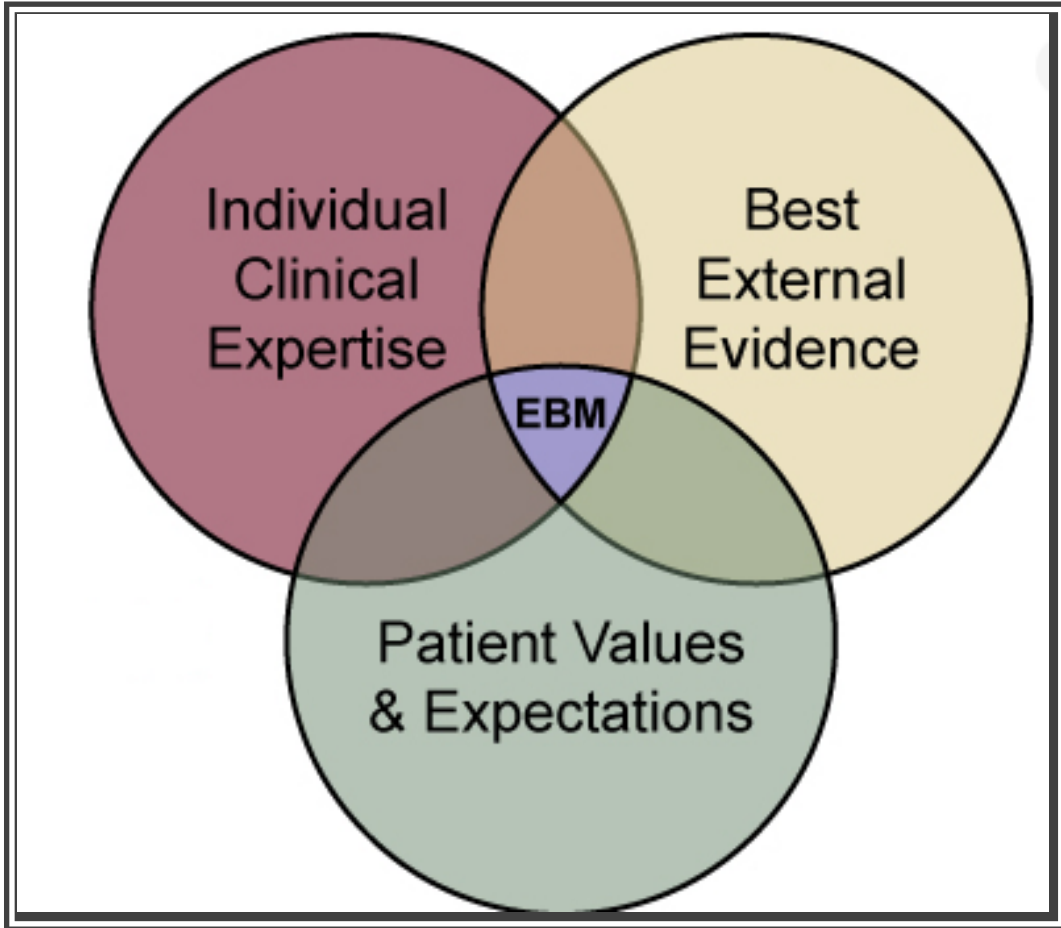 Individual
Clinical
Expertise
Best
External
Evidence
EBM
Patient Values
& Expectations